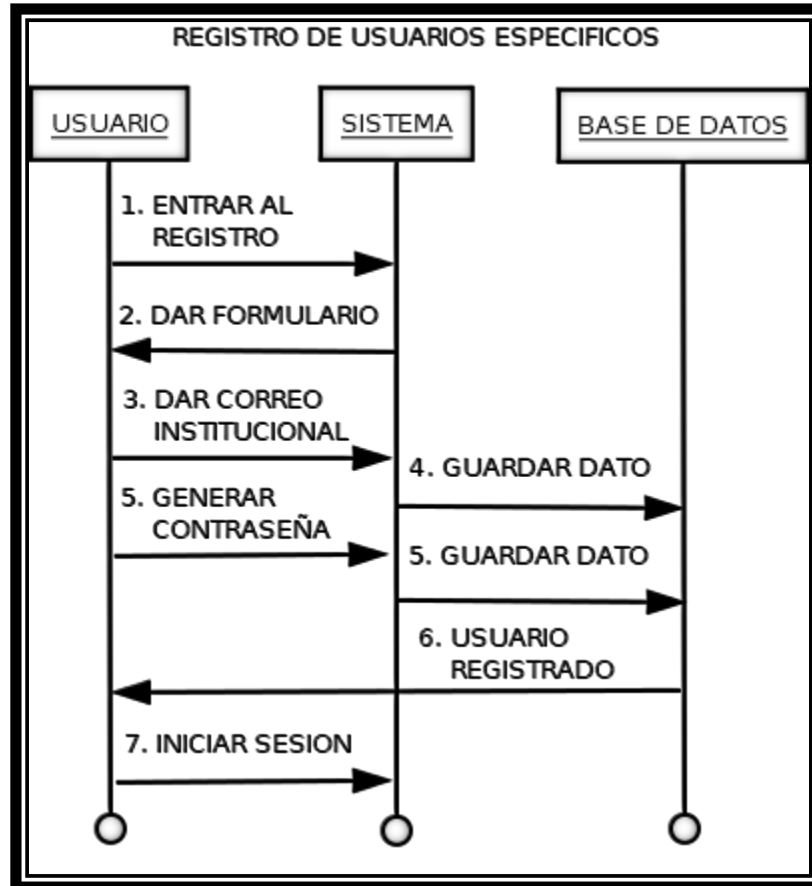 REGISTRO DE USUARIOS ESPECIFICOS
USUARIO
SISTEMA
BASE DE DATOS
1. ENTRAR AL
REGISTRO
2. DAR FORMULARIO
3. DAR CORREO
INSTITUCIONAL
4. GUARDAR DATO
5. GENERAR
CONTRASEÑA
5. GUARDAR DATO
6. USUARIO
REGISTRADO
7. INICIAR SESION